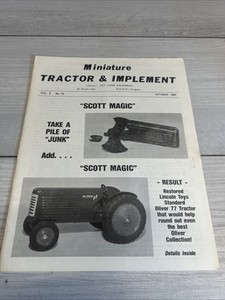 Miniature
TRACTOR & IMPLEMENT
"SCOTT MAGIC"
TAKE A
PILE OF
"JUNK"
Add. . . .
"SCOTT MAGIC"
- RESULT -
Restored
Lincoln Toys
Standard
Oliver 77 Tractor
that would help
round out even
the best
Oliver
Collection!
Details Inside